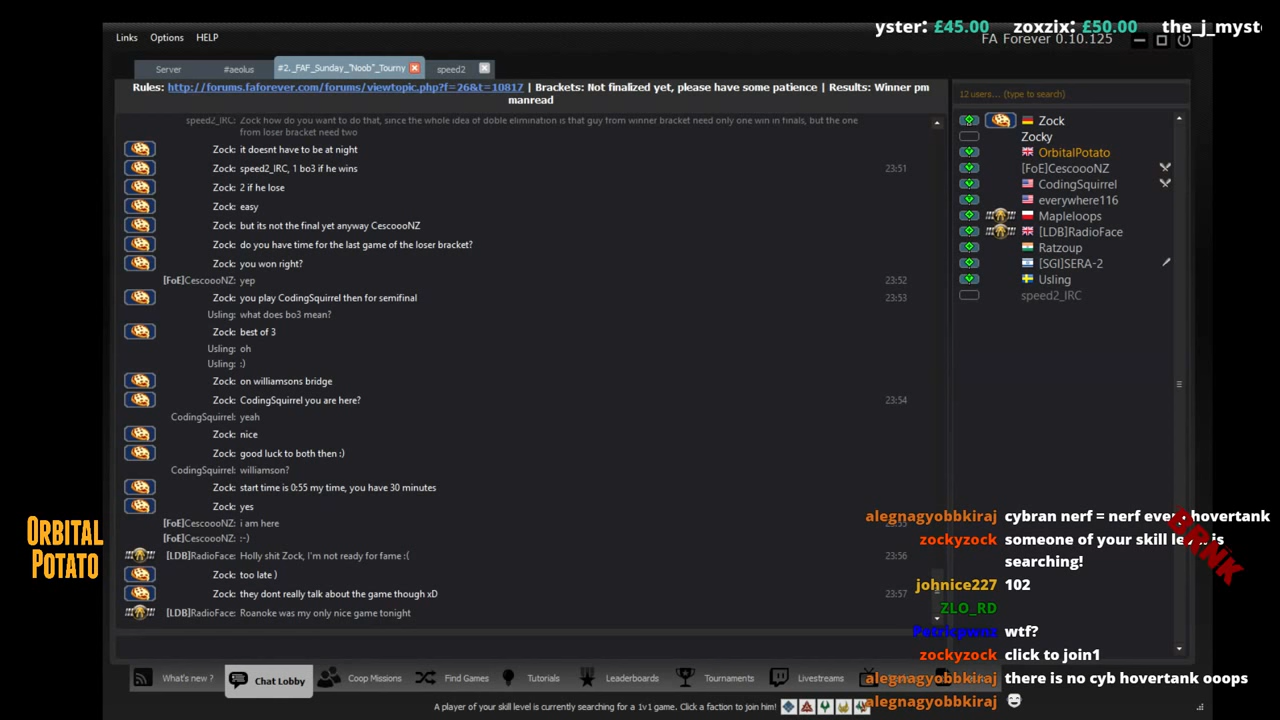 yster: £45.00 zoxzix: £50.00 the_j_myst
Links Options HELP
FA Forever 0.10.125
Server #aeolus #2._FAF_Sunday_"Noob"_Tourny speed2
Rules: http://forums.faforever.com/forums/viewtopic.php?f=26&t=10817 | Brackets: Not finalized yet, please have some patience | Results: Winner pm
manread
12 users... (type to search)
speed2_IRC: Zock how do you want to do that, since the whole idea of doble elimination is that guy from winner bracket need only one win in finals, but the one
from loser bracket need two
Zock: it doesnt have to be at night
Zock: speed2_IRC, 1 bo3 if he wins 23:51
Zock: 2 if he lose
Zock: easy
Zock: but its not the final yet anyway CescoooNZ
Zock: do you have time for the last game of the loser bracket?
Zock: you won right?
[FoE]CescoooNZ: yep 23:52
Zock: you play CodingSquirrel then for semifinal 23:53
Usling: what does bo3 mean?
Zock: best of 3
Usling: oh
Usling: :)
Zock: on williamsons bridge
Zock: CodingSquirrel you are here? 23:54
CodingSquirrel: yeah
Zock: nice
Zock: good luck to both then :)
CodingSquirrel: williamson?
Zock: start time is 0:55 my time, you have 30 minutes
Zock: yes
[FoE]CescoooNZ: i am here
[FoE]CescoooNZ: :-)
[LDB]RadioFace: Holly shit Zock, I'm not ready for fame :( 23:56
Zock: too late )
Zock: they dont really talk about the game though xD 23:57
[LDB]RadioFace: Roanoke was my only nice game tonight
Zock
Zocky
OrbitalPotato
[FoE]CescoooNZ
CodingSquirrel
everywhere116
Mapleloops
[LDB]RadioFace
Ratzoup
[SGI]SERA-2
Usling
speed2_IRC
ORBITAL
POTATO
alegnagyobbkiraj cybran nerf = nerf every hovertank
zockyzock someone of your skill level is
searching!
BRNK
johnice227 102
ZLO_RD
Petricpwnz wtf?
zockyzock click to join1
alegnagyobbkiraj there is no cyb hovertank ooops
alegnagyobbkiraj
What's new ? Chat Lobby Coop Missions Find Games Tutorials Leaderboards Tournaments Livestreams
A player of your skill level is currently searching for a 1v1 game. Click a faction to join him!